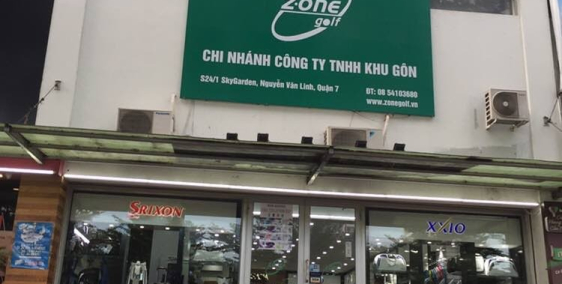 Z·one
golf
CHI NHÁNH CÔNG TY TNHH KHU GÔN
S24/1 SkyGarden, Nguyễn Văn Linh, Quận 7
ĐT: 08 54103680
www.zonegolf.vn
SRIXON
XXIO